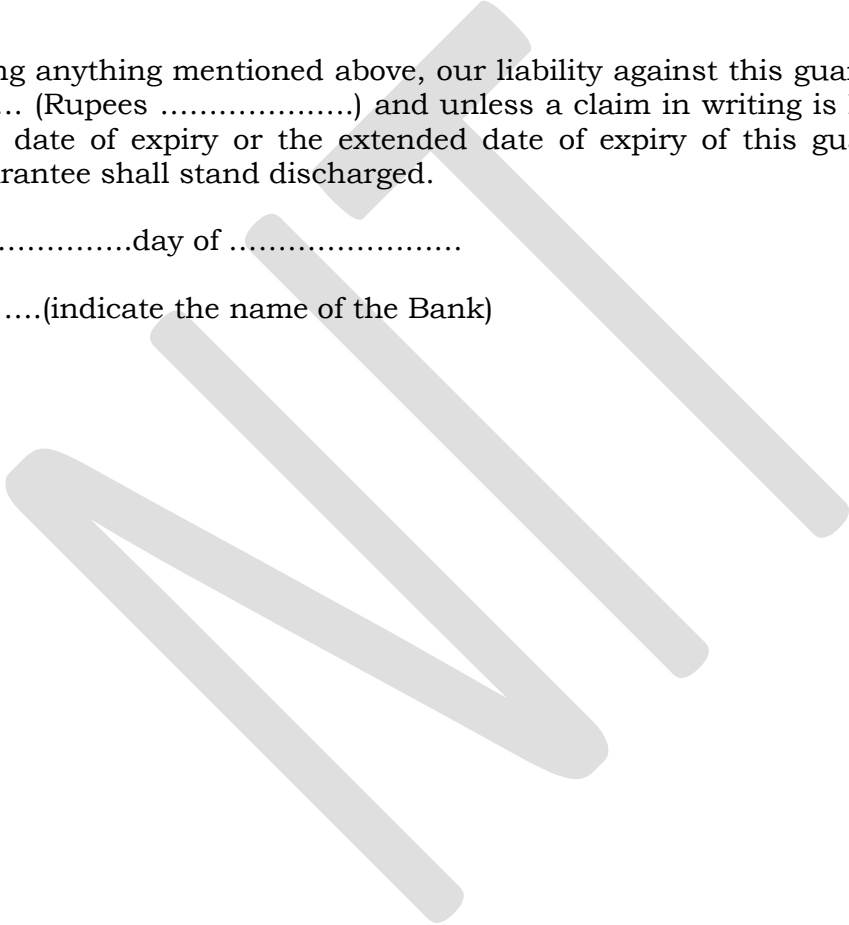 ng anything mentioned above, our liability against this guar
… (Rupees ………………..) and unless a claim in writing is
date of expiry or the extended date of expiry of this gu
rantee shall stand discharged.
…………..day of ……………………
….(indicate the name of the Bank)
NIT